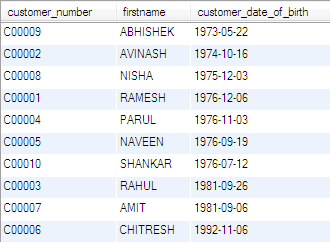 customer_number firstname customer_date_of_birth
C00009 ABHISHEK 1973-05-22
C00002 AVINASH 1974-10-16
C00008 NISHA 1975-12-03
C00001 RAMESH 1976-12-06
C00004 PARUL 1976-11-03
C00005 NAVEEN 1976-09-19
C00010 SHANKAR 1976-07-12
C00003 RAHUL 1981-09-26
C00007 AMIT 1981-09-06
C00006 CHITRESH 1992-11-06